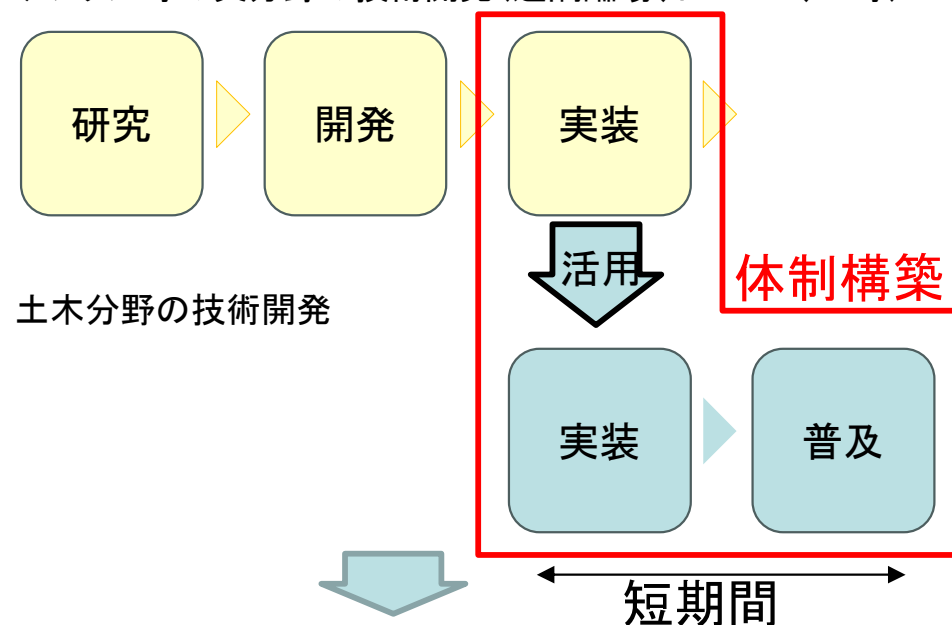 研究
開発
実装
活用
体制構築
土木分野の技術開発
実装
普及
短期間